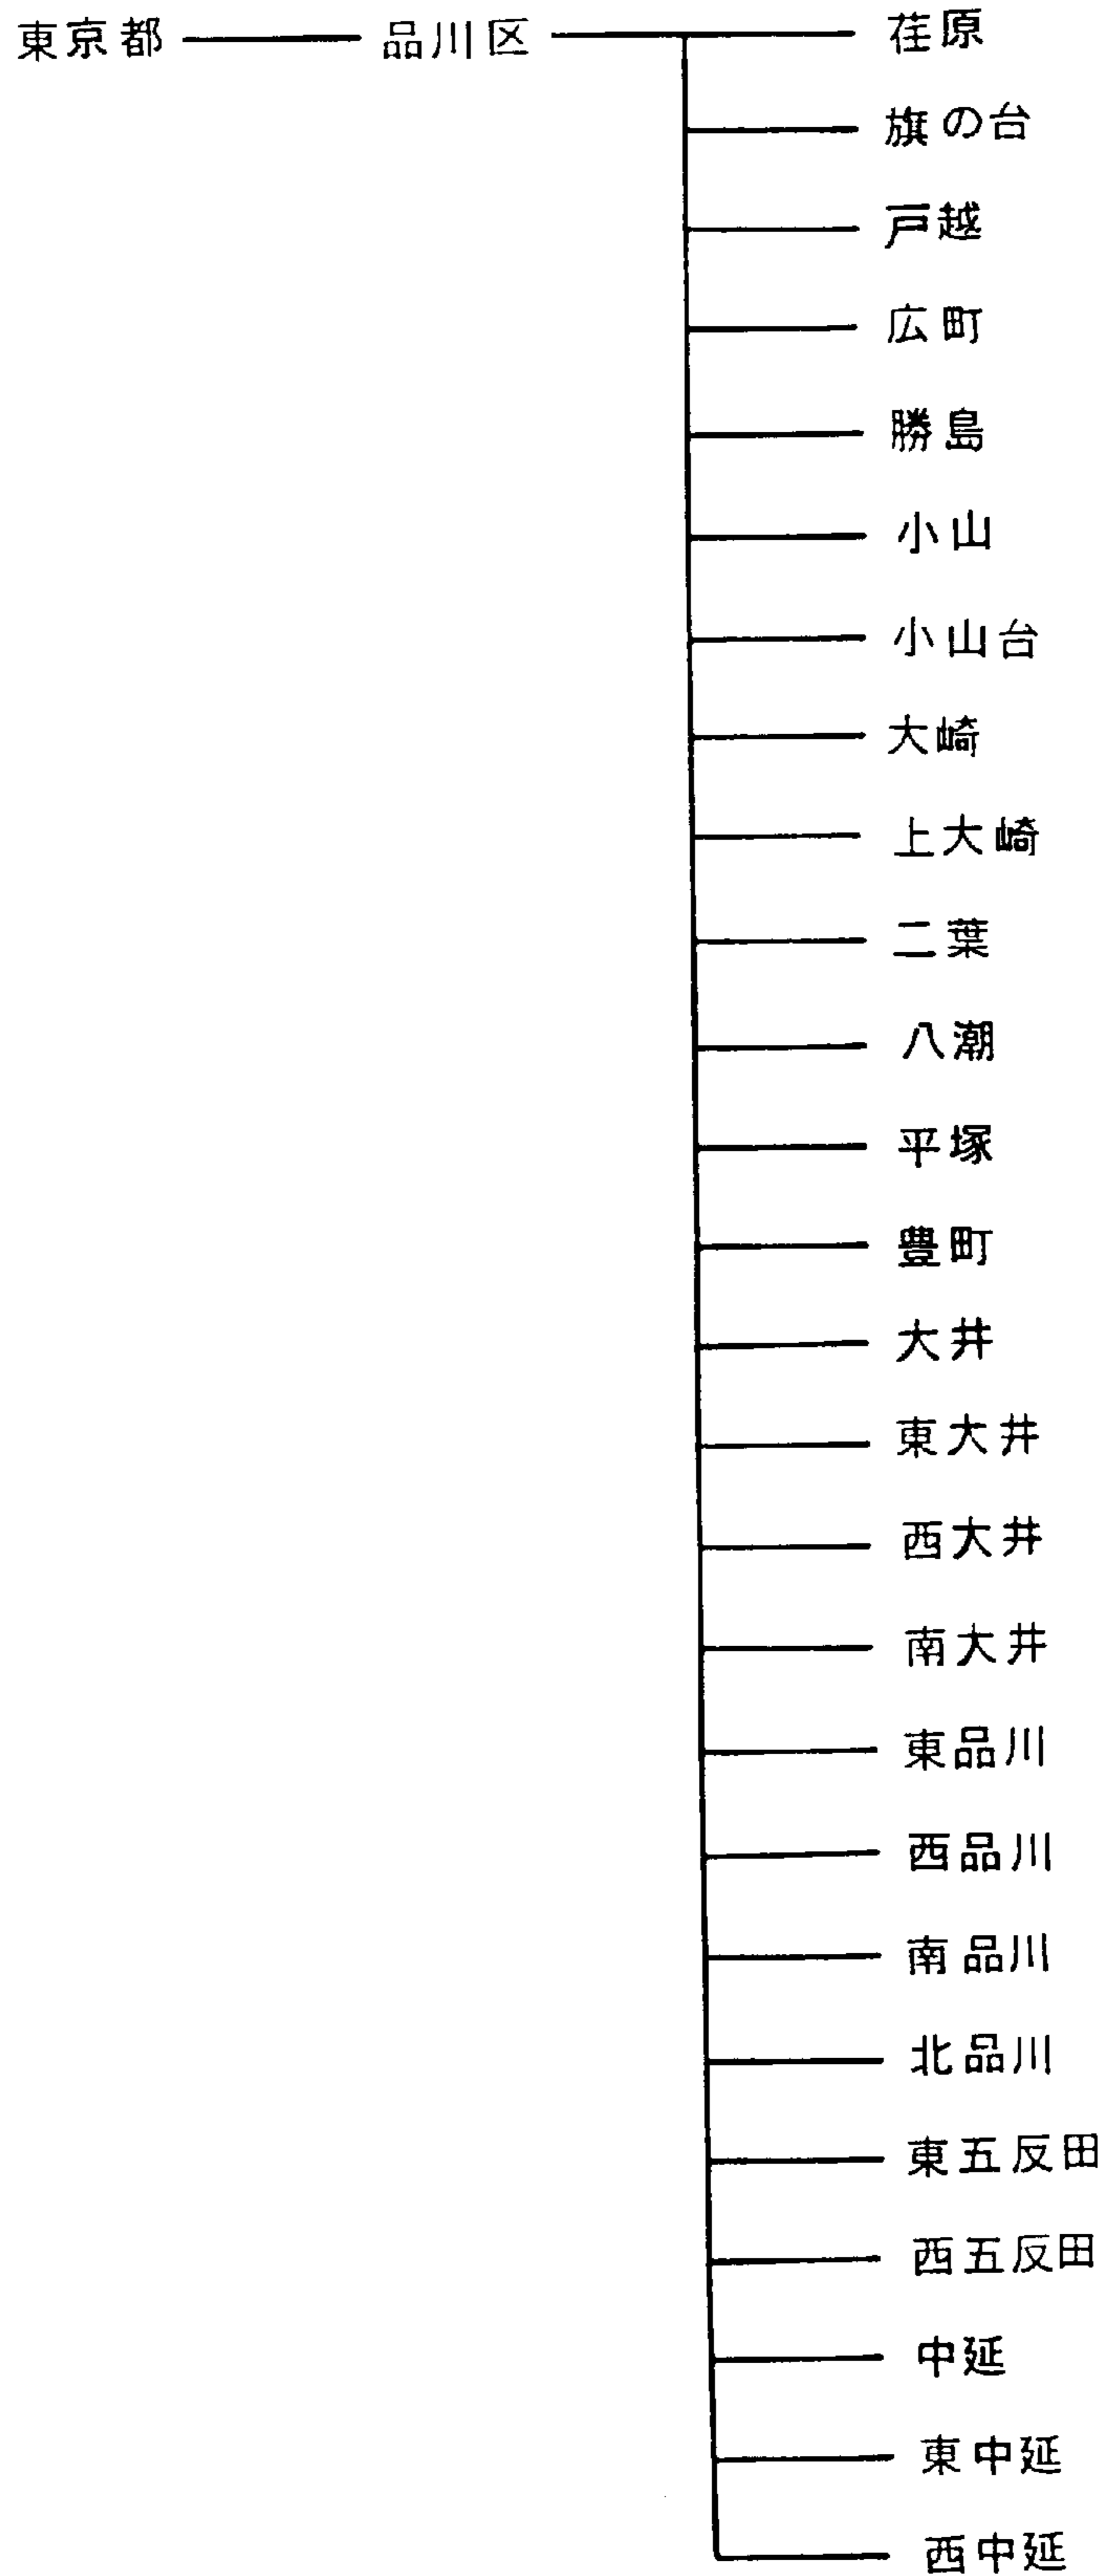 東京都 品川区 荏原
旗の台
戸越
広町
勝島
小山
小山台
大崎
上大崎
二葉
八潮
平塚
豊町
大井
東大井
西大井
南大井
東品川
西品川
南品川
北品川
東五反田
西五反田
中延
東中延
西中延